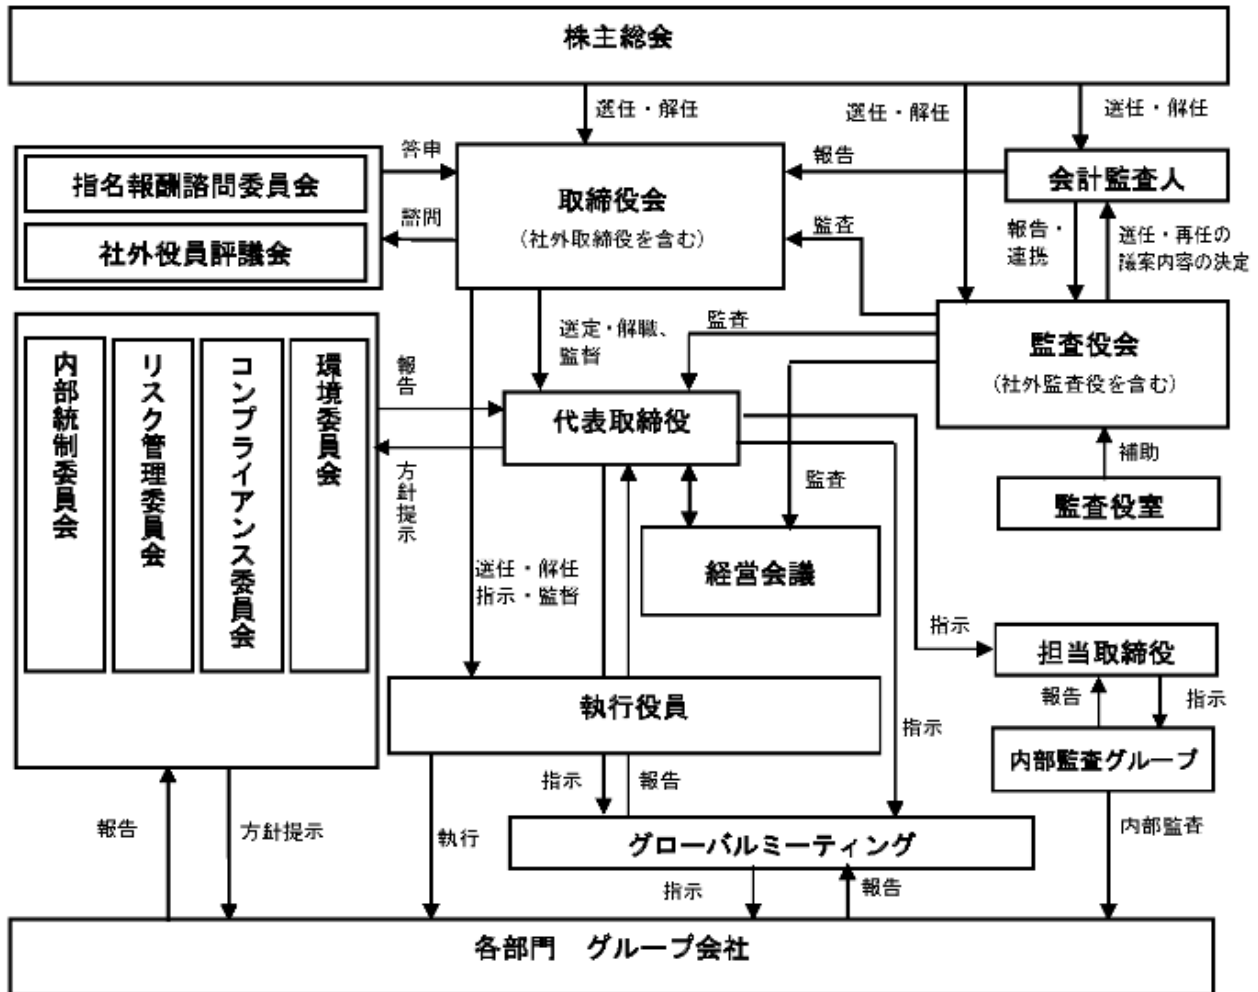 株主総会
選任・解任
選任・解任
選任・解任
答申
報告
指名報酬諮問委員会
取締役会
(社外取締役を含む)
会計監査人
諮問
監査
社外役員評議会
報告・
連携
選任・再任の
議案内容の決定
選定・解職、
監督
監査
監査役会
(社外監査役を含む)
内部統制委員会
リスク管理委員会
コンプライアンス委員会
環境委員会
報告
代表取締役
方針提示
監査
補助
監査役室
経営会議
選任・解任
指示・監督
指示
担当取締役
執行役員
報告
指示
指示
内部監査グループ
指示
報告
報告
方針提示
執行
グローバルミーティング
内部監査
指示
報告
各部門 グループ会社